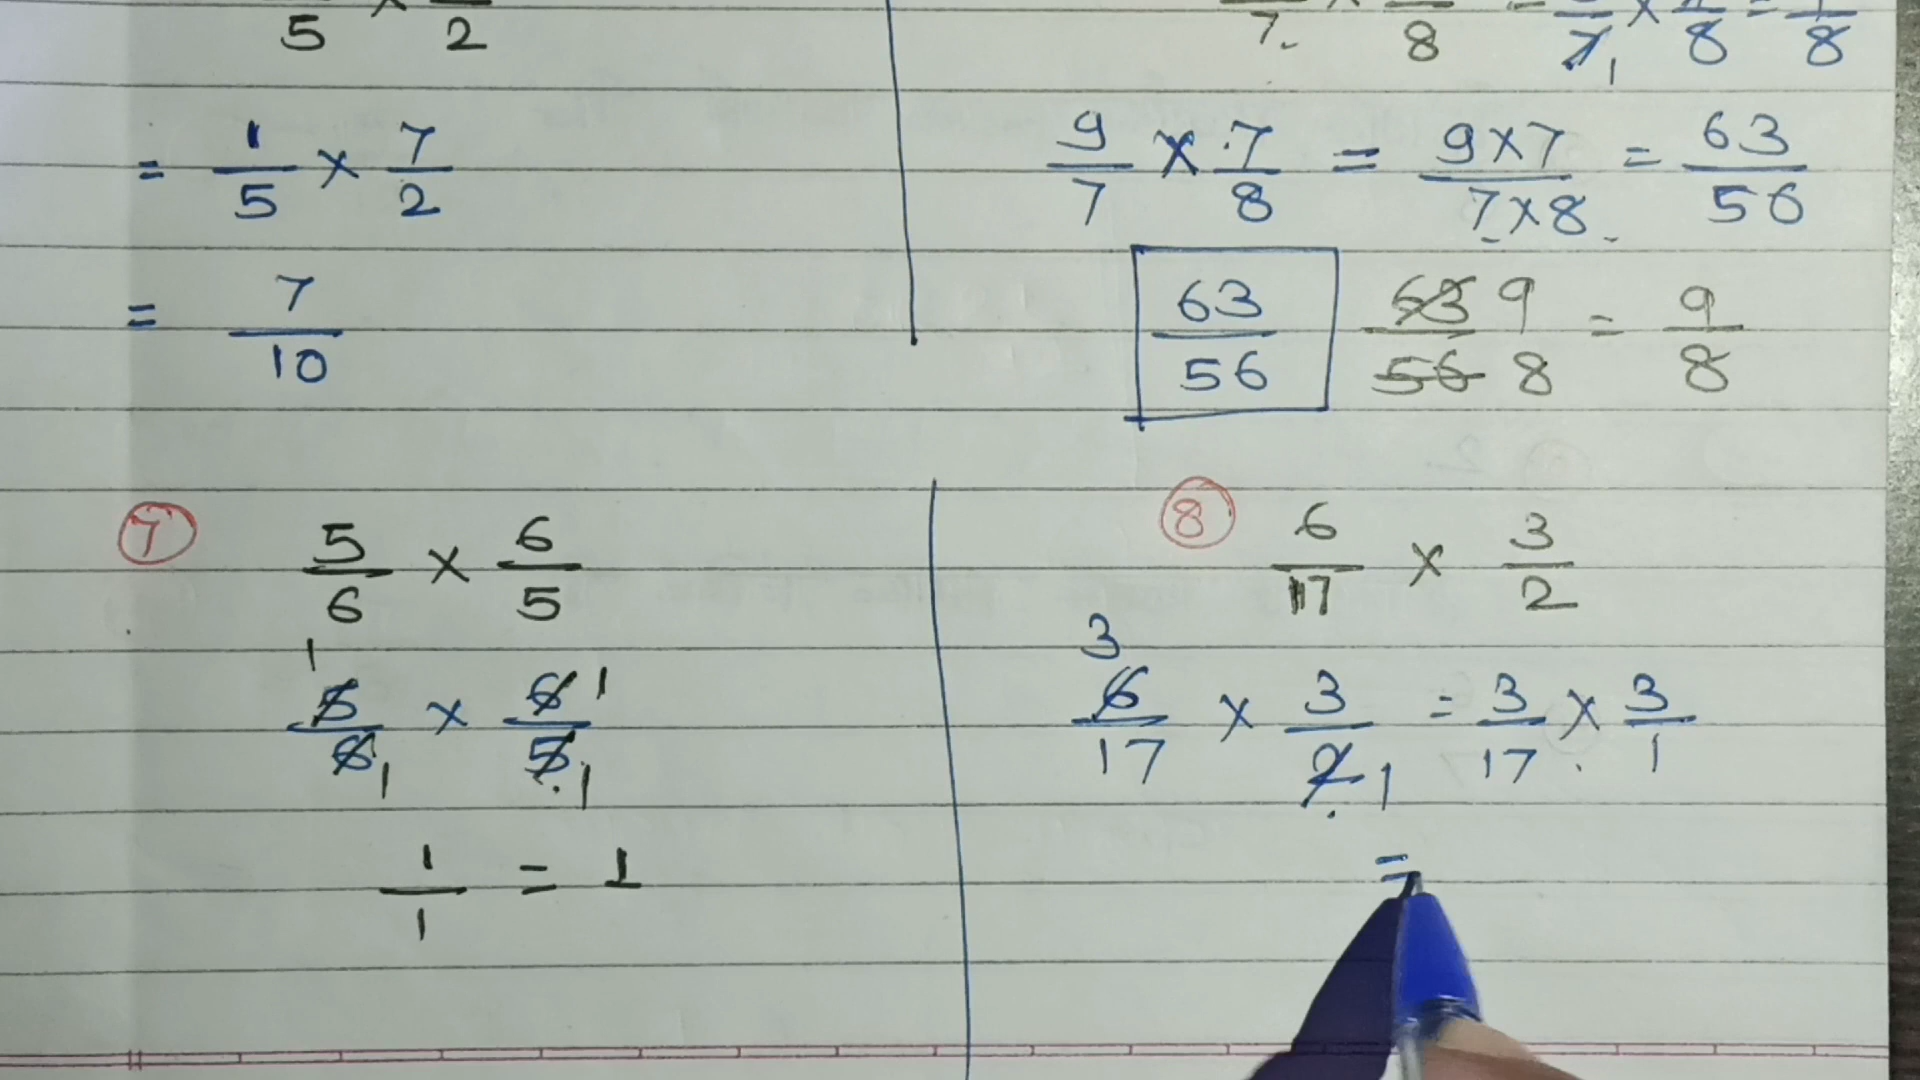 5 × 2
= 1/5 × 7/2
= 7/10
7. × 8 = 7 1 × 8 = 1/8
9/7 × 7/8 = 9×7/7×8 = 63/56
63/56 63/56 9/8 = 9/8
7 5/6 × 6/5
1 5/6 1 × 6/5 1 1
1/1 = 1
8 6/17 × 3/2
3 6/17 × 3/2 1 = 3/17 × 3/1
=